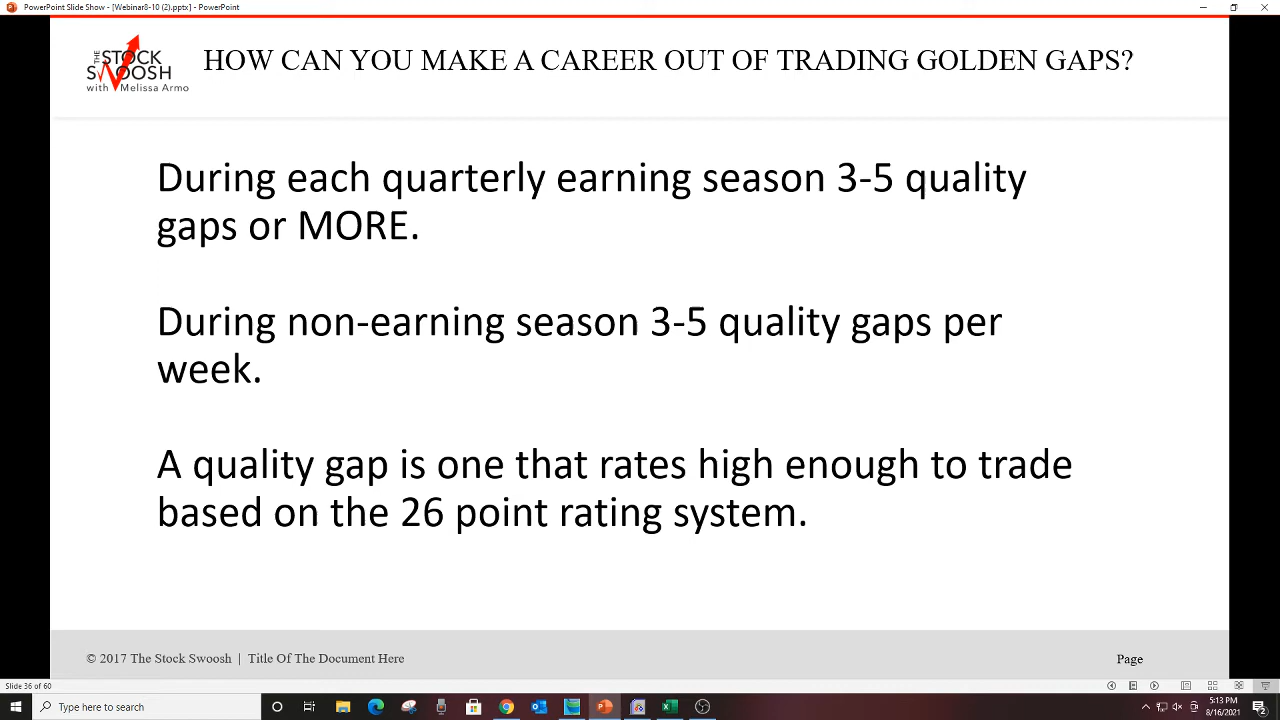 PowerPoint Slide Show - [Webinar8-10 (2).pptx] - PowerPoint
THE
STOCK
SWOOSH
with Melissa Armo
HOW CAN YOU MAKE A CAREER OUT OF TRADING GOLDEN GAPS?
During each quarterly earning season 3-5 quality
gaps or MORE.
During non-earning season 3-5 quality gaps per
week.
A quality gap is one that rates high enough to trade
based on the 26 point rating system.
© 2017 The Stock Swoosh | Title Of The Document Here
Page
Slide 36 of 60
Type here to search
5:13 PM
8/16/2021
2